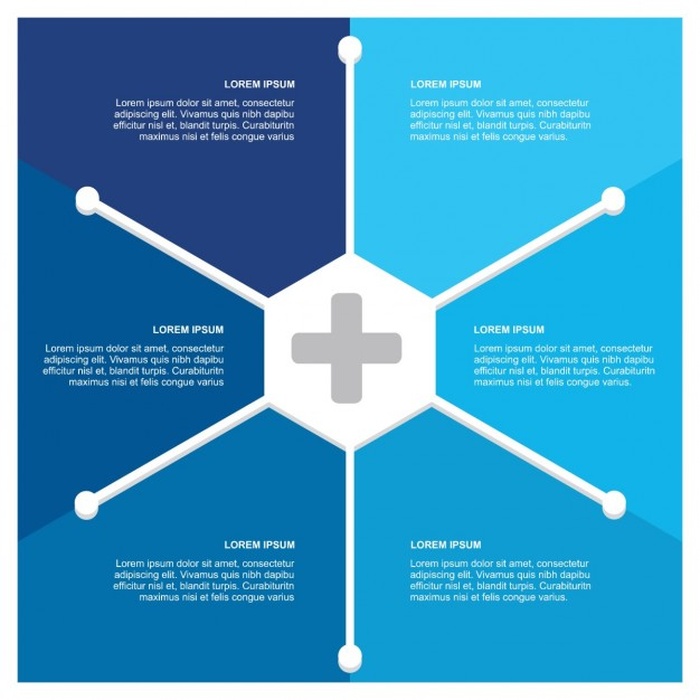 LOREM IPSUM
Lorem ipsum dolor sit amet, consectetur
adipiscing elit. Vivamus quis nibh dapibu
efficitur nisl et, blandit turpis. Curabituritn
maximus nisi et felis congue varius
LOREM IPSUM
Lorem ipsum dolor sit amet, consectetur
adipiscing elit. Vivamus quis nibh dapibu
efficitur nisl et, blandit turpis. Curabituritn
maximus nisi et felis congue varius.
LOREM IPSUM
Lorem ipsum dolor sit amet, consectetur
adipiscing elit. Vivamus quis nibh dapibu
efficitur nisl et, blandit turpis. Curabituritn
maximus nisi et felis congue varius
LOREM IPSUM
Lorem ipsum dolor sit amet, consectetur
adipiscing elit. Vivamus quis nibh dapibus
efficitur nisl et, blandit turpis. Curabituritn
maximus nisi et felis congue varius.
LOREM IPSUM
Lorem ipsum dolor sit amet, consectetur
adipiscing elit. Vivamus quis nibh dapibu
efficitur nisl et, blandit turpis. Curabituritn
maximus nisi et felis congue varius
LOREM IPSUM
Lorem ipsum dolor sit amet, consectetur
adipiscing elit. Vivamus quis nibh dapibu
efficitur nisl et, blandit turpis. Curabituritn
maximus nisi et felis congue varius.